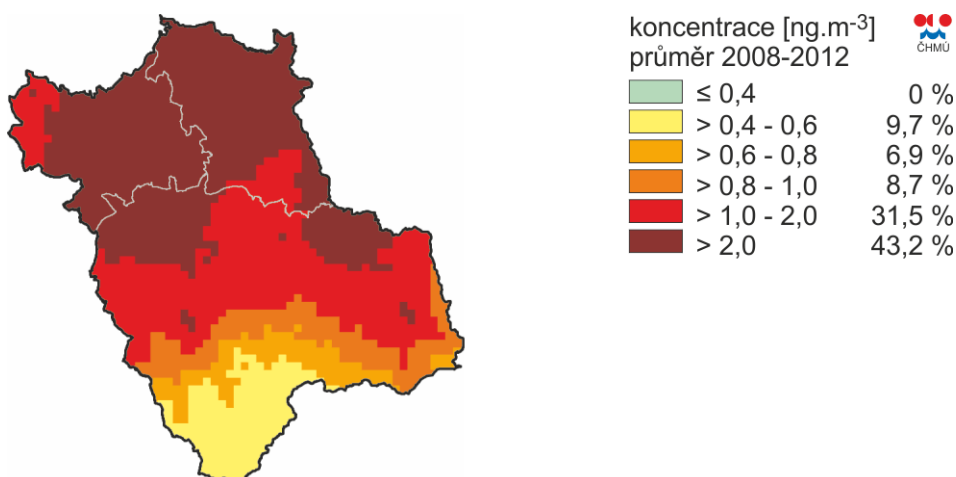 koncentrace [ng.m-3]
průměr 2008-2012
ČHMÚ
≤ 0,4 0 %
> 0,4 - 0,6 9,7 %
> 0,6 - 0,8 6,9 %
> 0,8 - 1,0 8,7 %
> 1,0 - 2,0 31,5 %
> 2,0 43,2 %